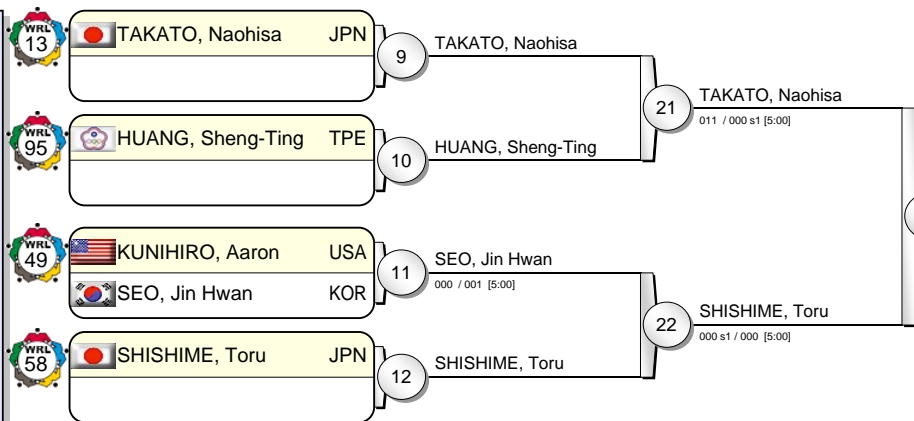 WRL 13 TAKATO, Naohisa JPN
9 TAKATO, Naohisa
21 TAKATO, Naohisa
011 / 000 s1 [5:00]
WRL 95 HUANG, Sheng-Ting TPE
10 HUANG, Sheng-Ting
WRL 49 KUNIHIRO, Aaron USA
SEO, Jin Hwan KOR
11 SEO, Jin Hwan
000 / 001 [5:00]
22 SHISHIME, Toru
000 s1 / 000 [5:00]
WRL 58 SHISHIME, Toru JPN
12 SHISHIME, Toru